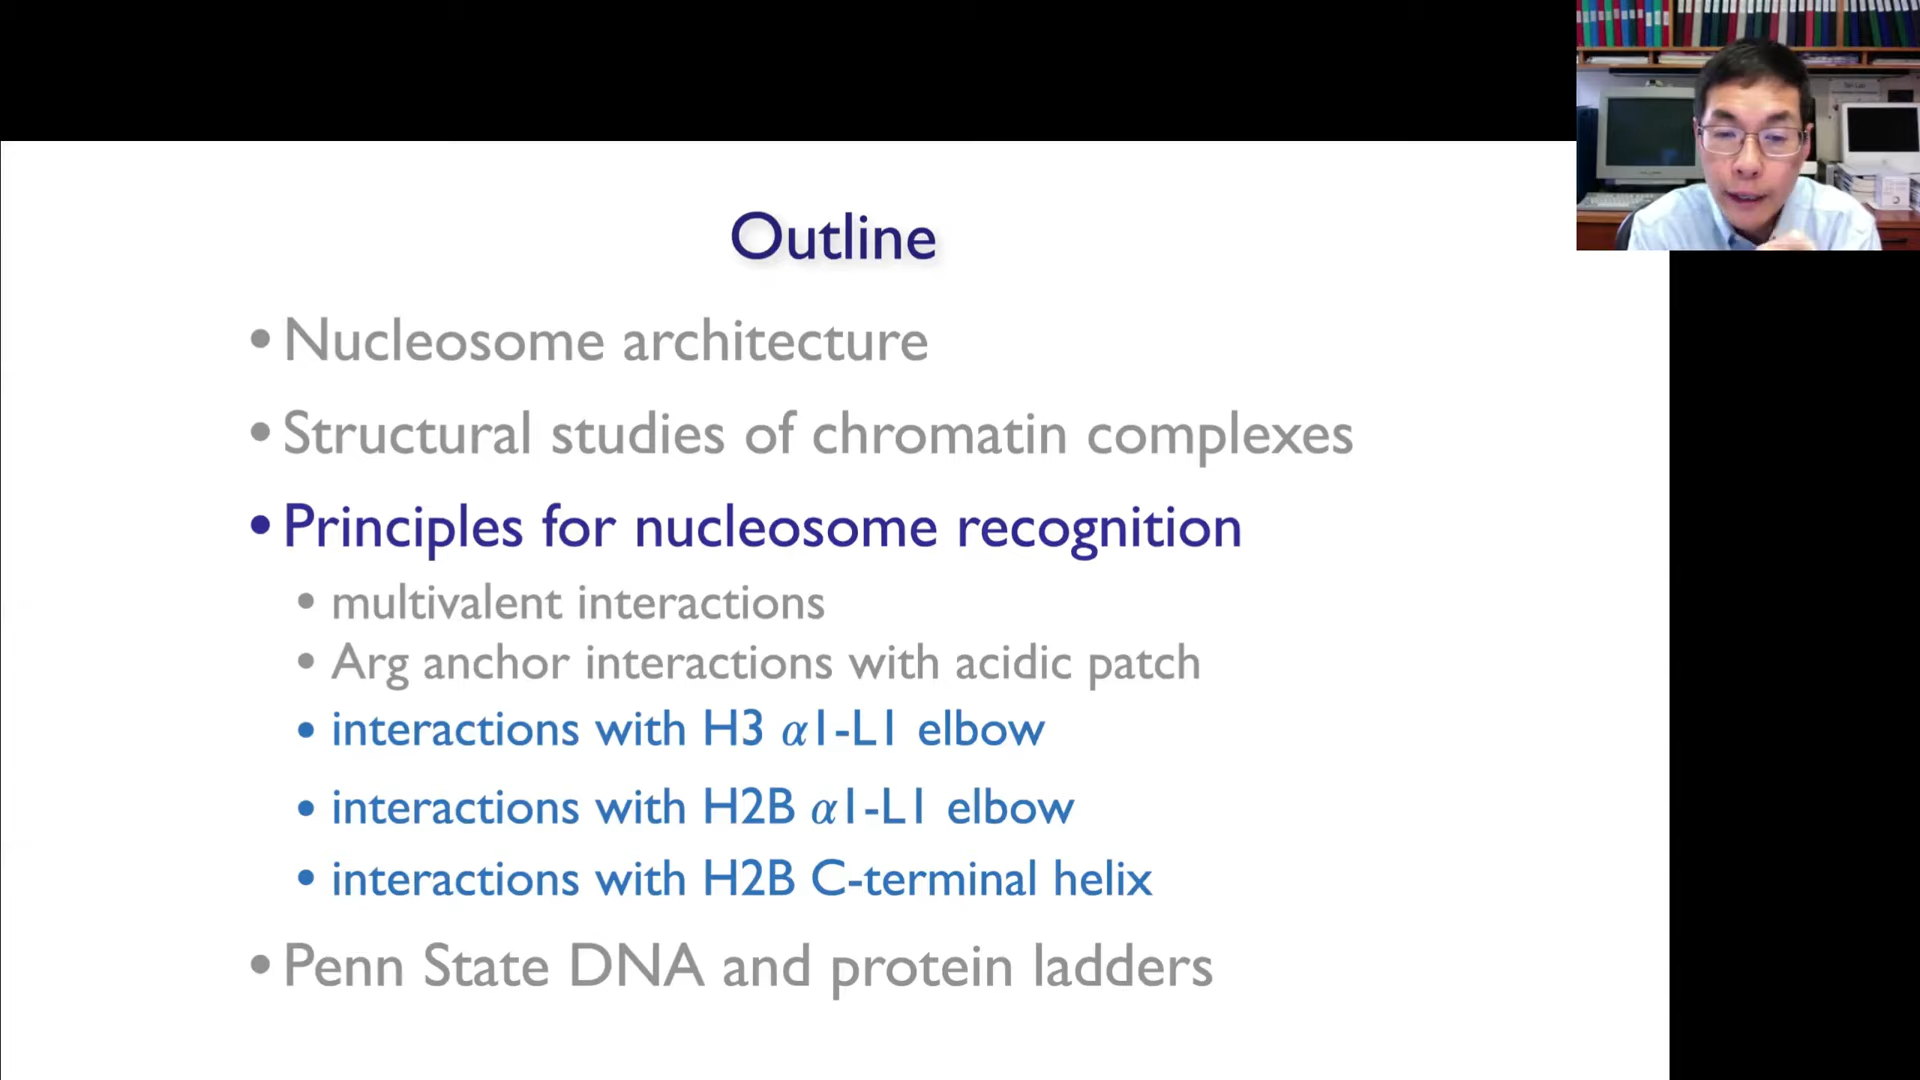 Outline
• Nucleosome architecture
• Structural studies of chromatin complexes
• Principles for nucleosome recognition
• multivalent interactions
• Arg anchor interactions with acidic patch
• interactions with H3 α1-L1 elbow
• interactions with H2B α1-L1 elbow
• interactions with H2B C-terminal helix
• Penn State DNA and protein ladders